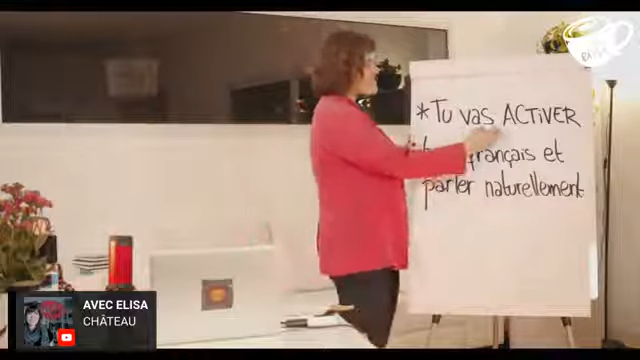 *Tu vas ACTIVER
français et
parler naturellement
AVEC ELISA
CHÂTEAU